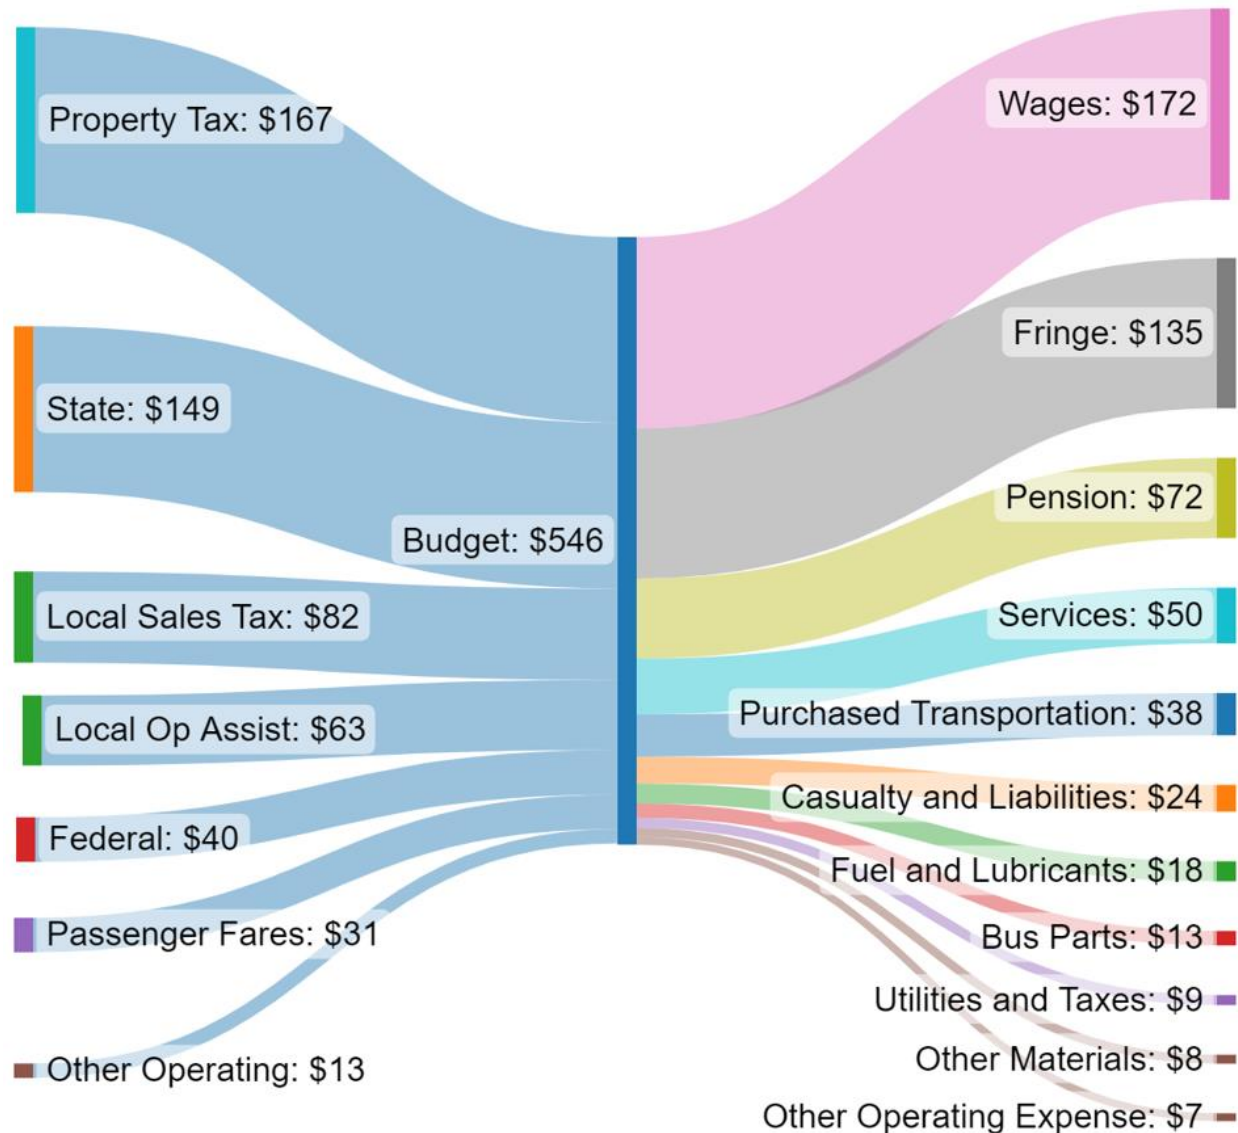 Property Tax: $167
State: $149
Local Sales Tax: $82
Local Op Assist: $63
Federal: $40
Passenger Fares: $31
Other Operating: $13
Budget: $546
Wages: $172
Fringe: $135
Pension: $72
Services: $50
Purchased Transportation: $38
Casualty and Liabilities: $24
Fuel and Lubricants: $18
Bus Parts: $13
Utilities and Taxes: $9
Other Materials: $8
Other Operating Expense: $7